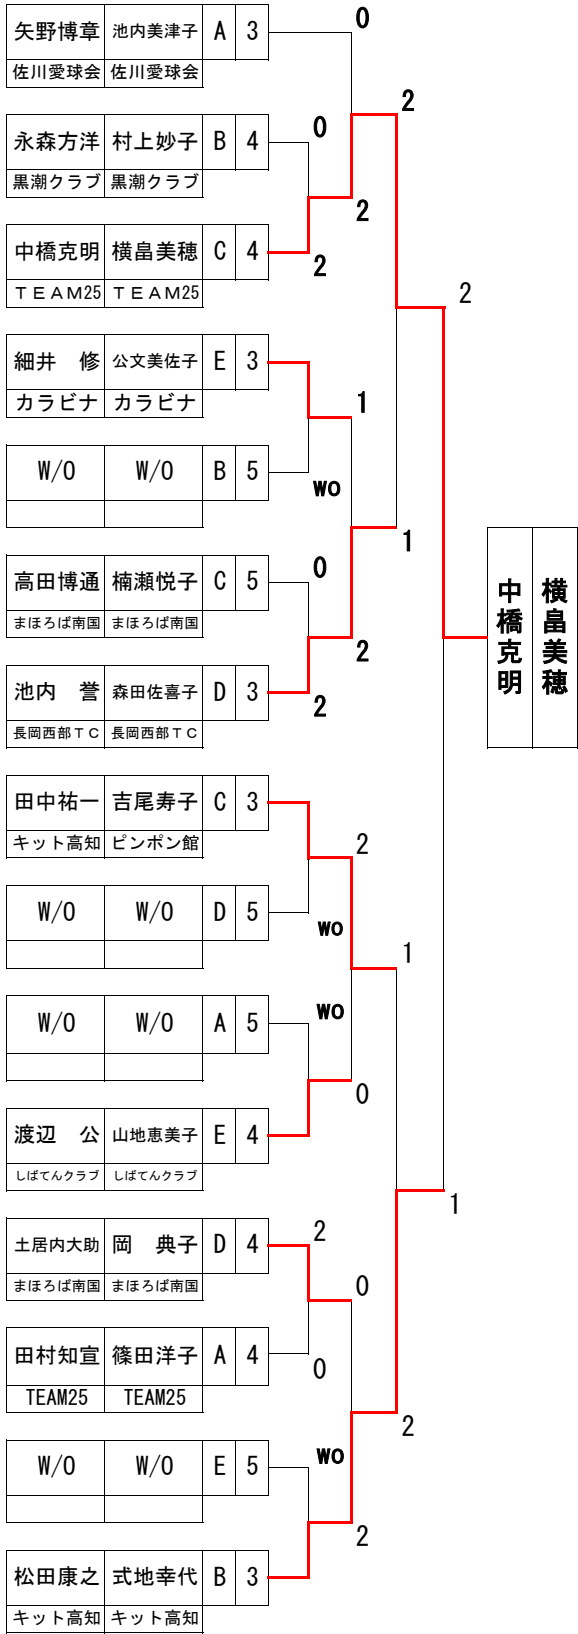 矢野博章 池内美津子 A 3
佐川愛球会 佐川愛球会
0
2
永森方洋 村上妙子 B 4
黒潮クラブ 黒潮クラブ
0
2
中橋克明 横畠美穂 C 4
ＴＥＡＭ25 ＴＥＡＭ25
2
2
細井　修 公文美佐子 E 3
カラビナ カラビナ
1
W/O W/O B 5
WO
1
高田博通 楠瀬悦子 C 5
まほろば南国 まほろば南国
0
2
池内　誉 森田佐喜子 D 3
長岡西部ＴＣ 長岡西部ＴＣ
2
中橋克明
横畠美穂
田中祐一 吉尾寿子 C 3
キット高知 ピンポン館
2
W/O W/O D 5
WO
1
W/O W/O A 5
WO
0
渡辺　公 山地恵美子 E 4
しばてんクラブ しばてんクラブ
1
土居内大助 岡　典子 D 4
まほろば南国 まほろば南国
2
0
田村知宣 篠田洋子 A 4
TEAM25 TEAM25
0
2
W/O W/O E 5
WO
2
松田康之 式地幸代 B 3
キット高知 キット高知